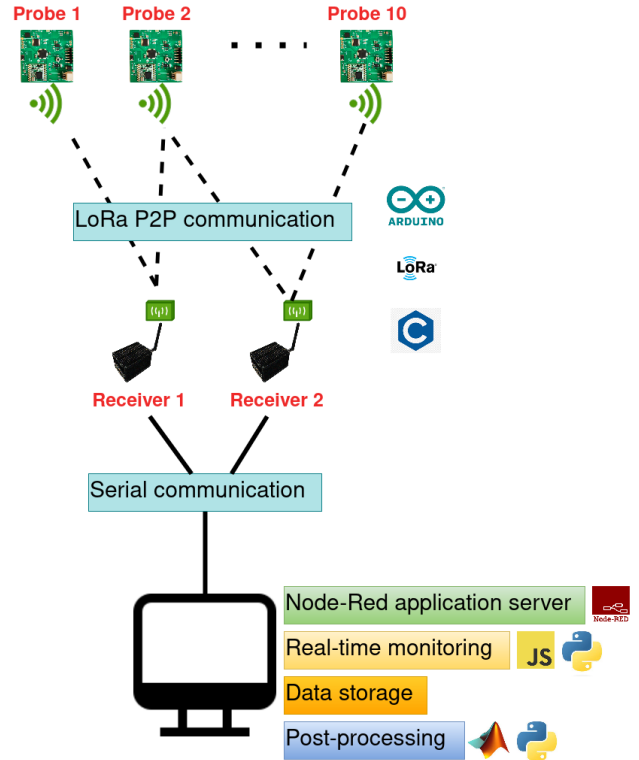 Probe 1
Probe 2
Probe 10
LoRa P2P communication
ARDUINO
LoRa
C
Receiver 1
Receiver 2
Serial communication
Node-Red application server
Node-RED
Real-time monitoring
JS
Data storage
Post-processing